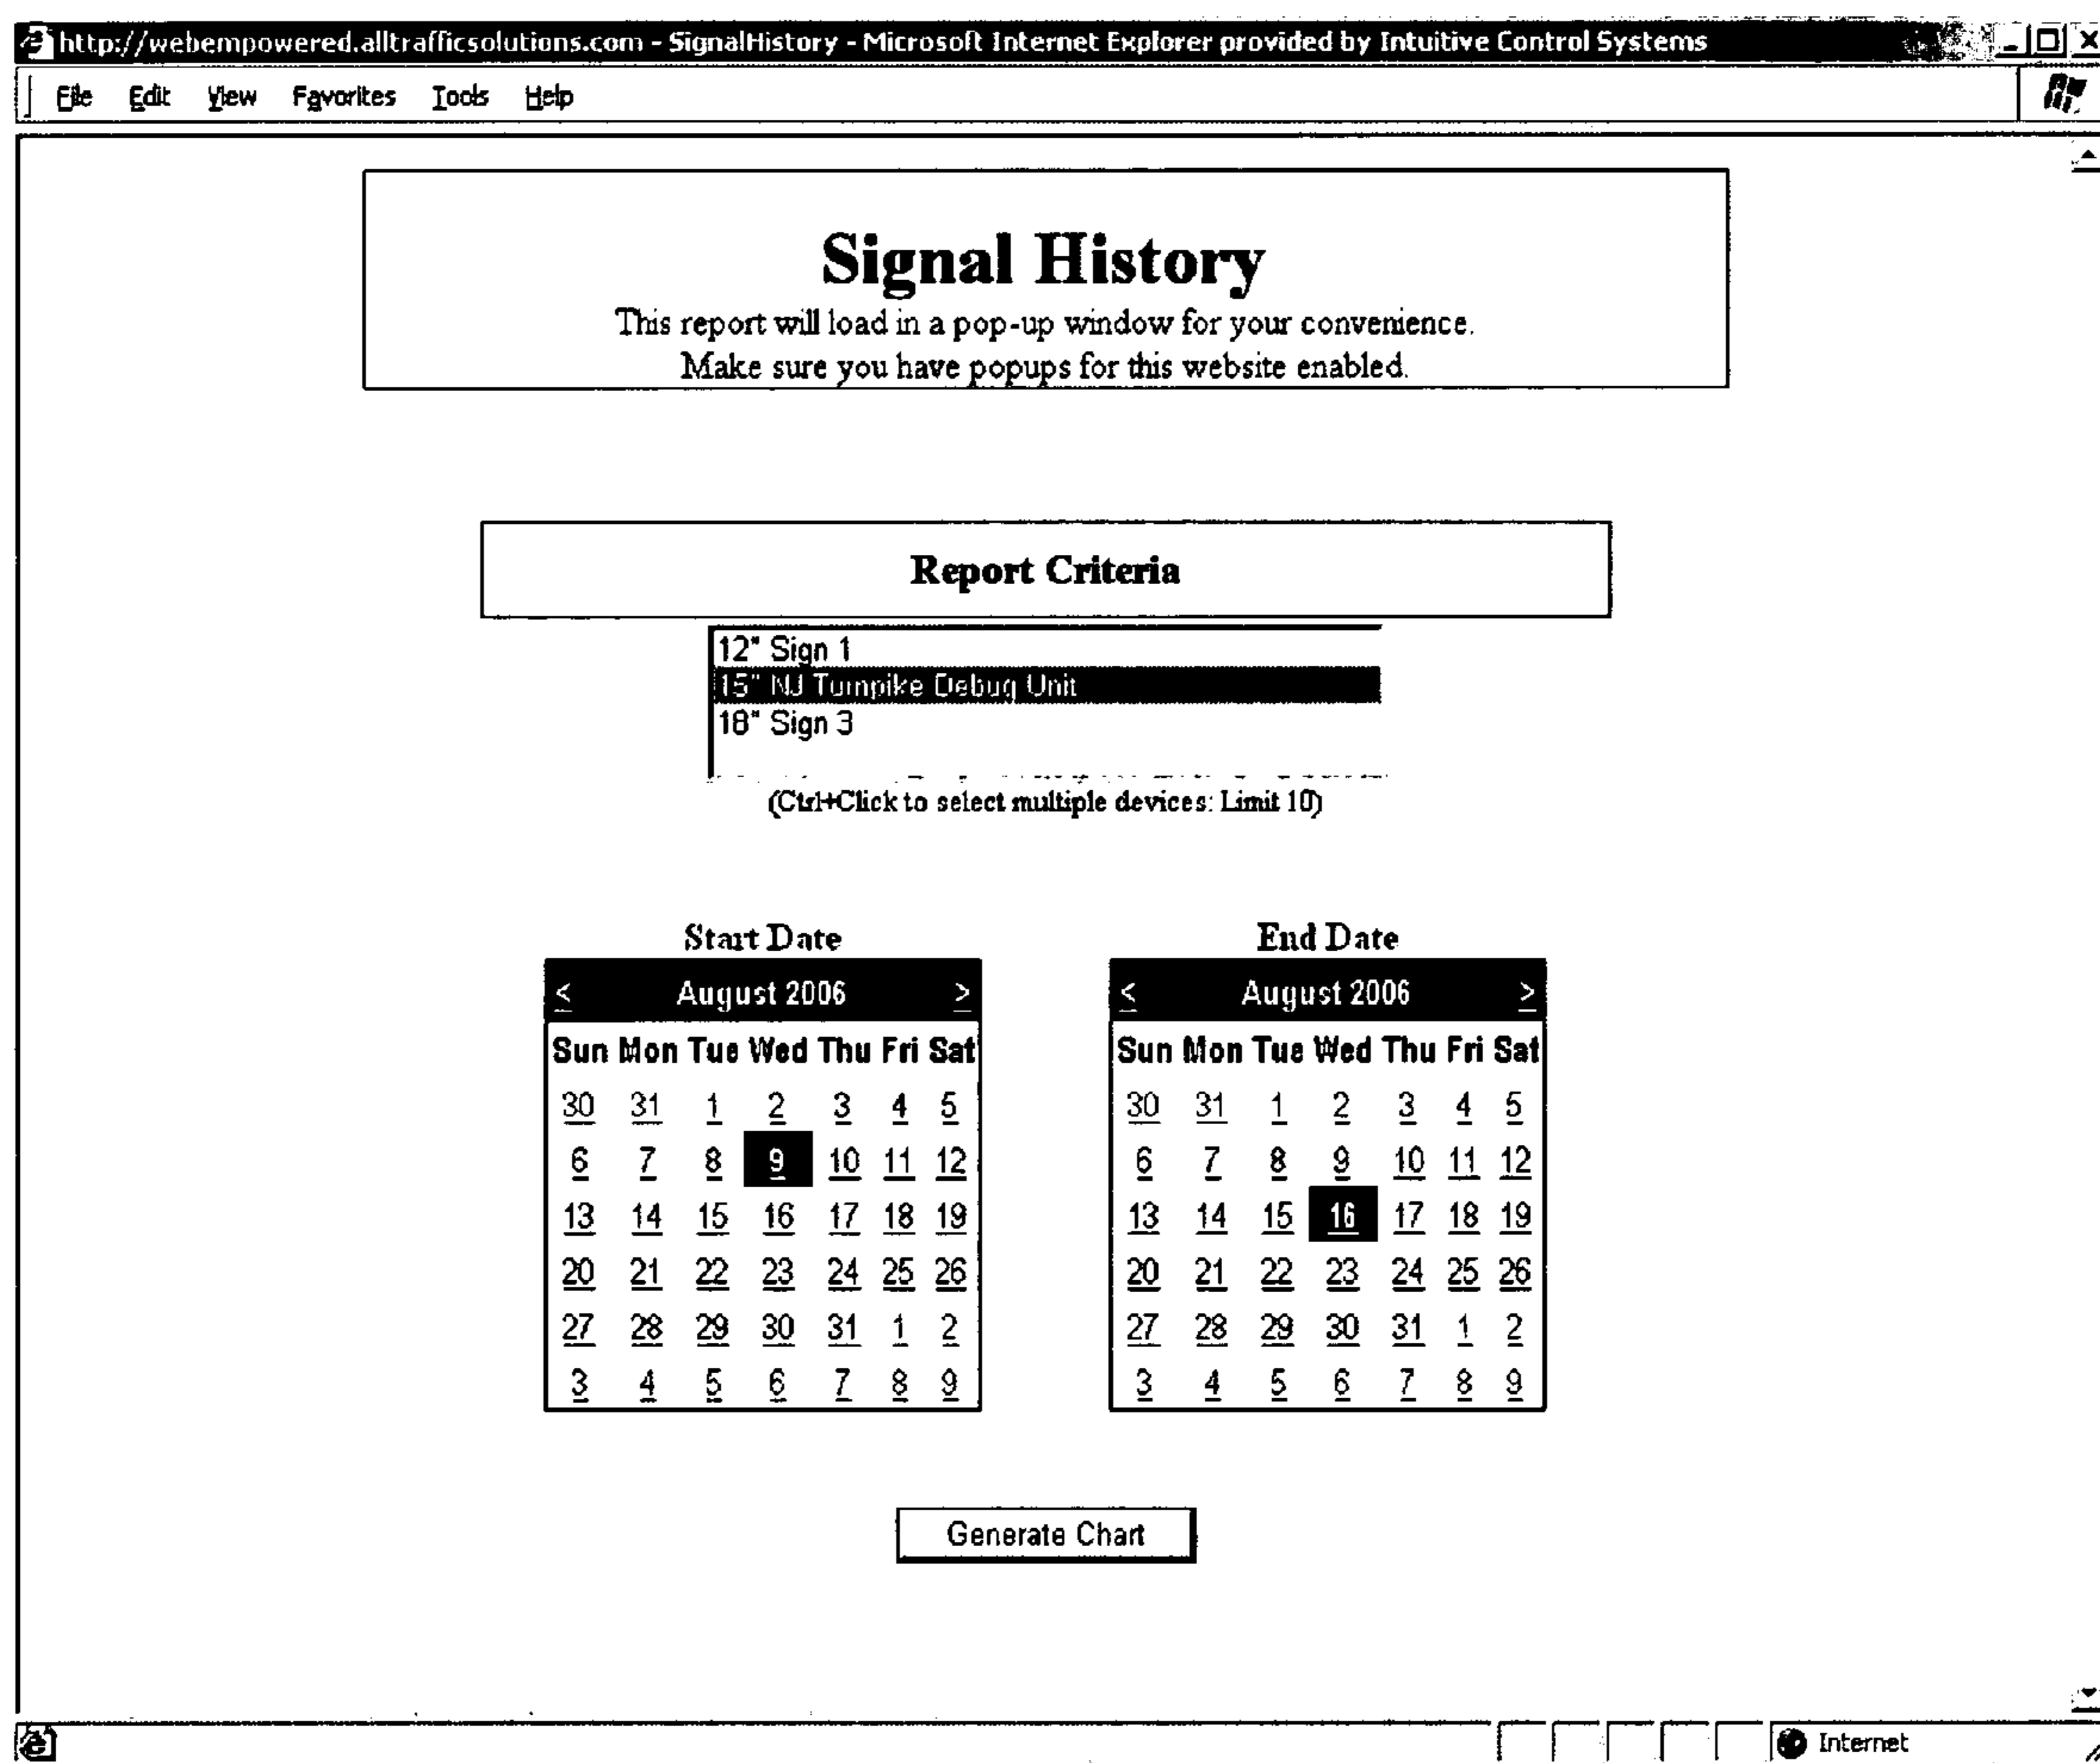 http://webempowered.alltrafficsolutions.com - SignalHistory - Microsoft Internet Explorer provided by Intuitive Control Systems
File Edit View Favorites Tools Help
Signal History
This report will load in a pop-up window for your convenience.
Make sure you have popups for this website enabled.
Report Criteria
12" Sign 1
15" NJ Turnpike Debug Unit
18" Sign 3
(Ctrl+Click to select multiple devices: Limit 10)
Start Date
< August 2006 >
Sun Mon Tue Wed Thu Fri Sat
30 31 1 2 3 4 5
6 7 8 9 10 11 12
13 14 15 16 17 18 19
20 21 22 23 24 25 26
27 28 29 30 31 1 2
3 4 5 6 7 8 9
End Date
< August 2006 >
Sun Mon Tue Wed Thu Fri Sat
30 31 1 2 3 4 5
6 7 8 9 10 11 12
13 14 15 16 17 18 19
20 21 22 23 24 25 26
27 28 29 30 31 1 2
3 4 5 6 7 8 9
Generate Chart
Internet